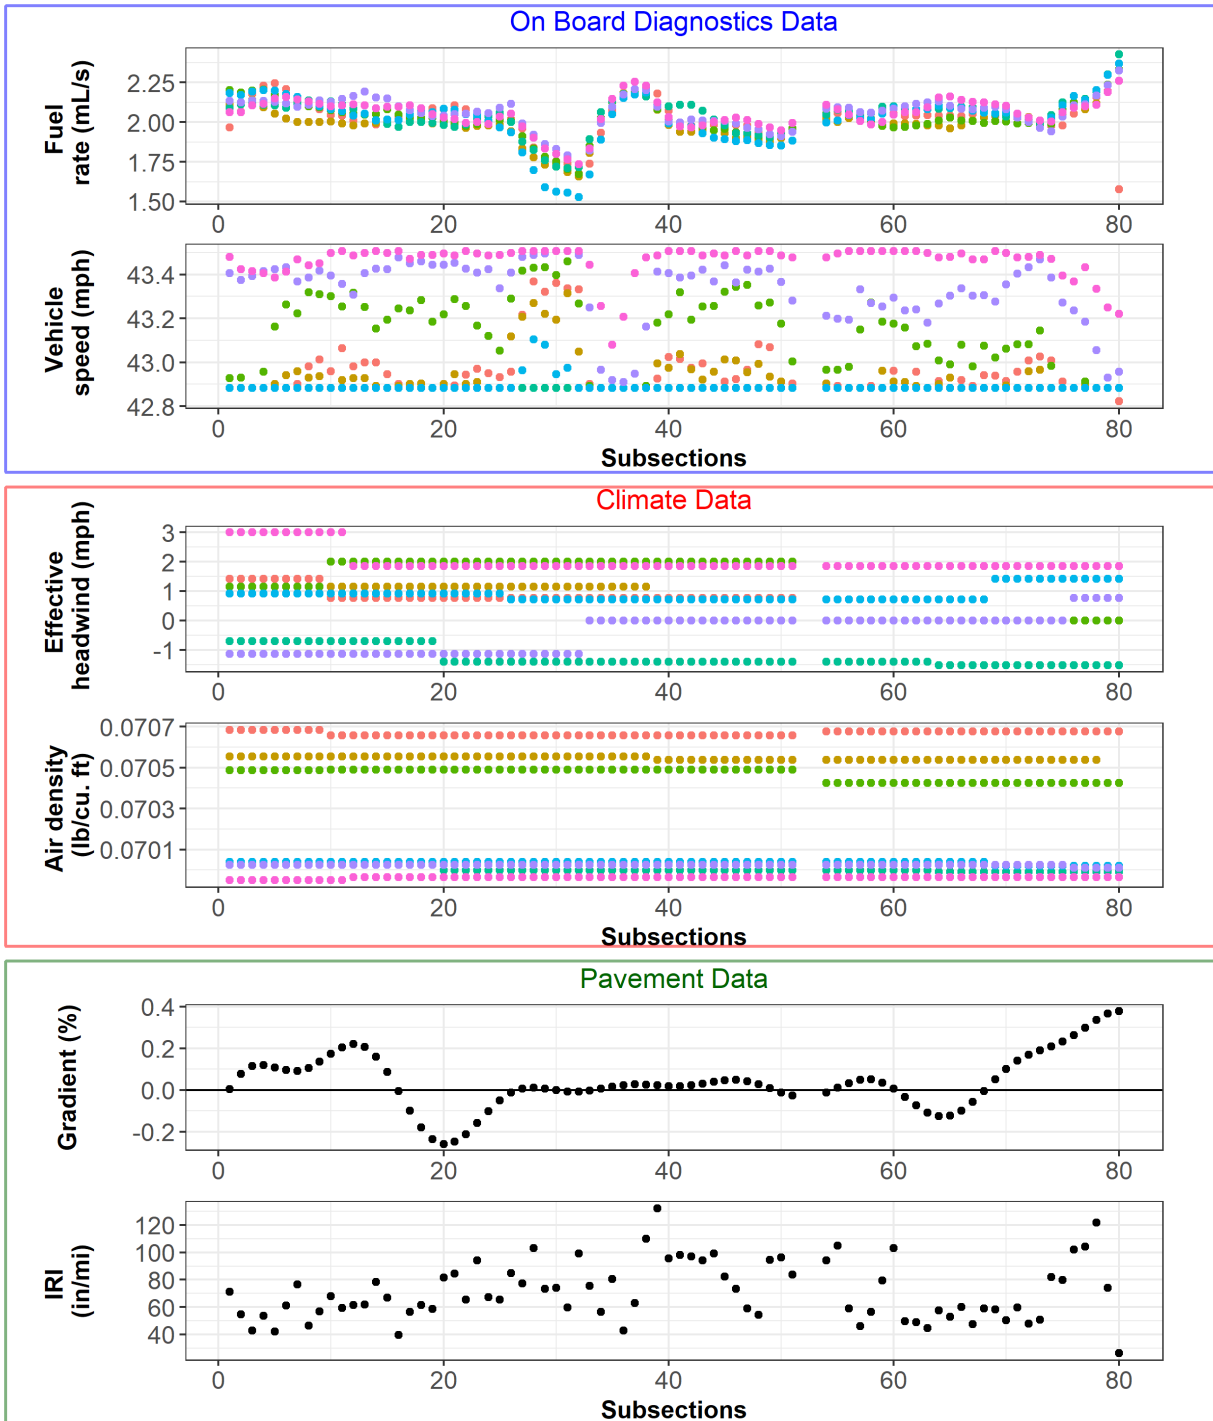 On Board Diagnostics Data
Fuel
rate (mL/s)
2.25
2.00
1.75
1.50
0 20 40 60 80
Vehicle
speed (mph)
43.4
43.2
43.0
42.8
0 20 40 60 80
Subsections
Climate Data
Effective
headwind (mph)
3
2
1
0
-1
0 20 40 60 80
Air density
(lb/cu. ft)
0.0707
0.0705
0.0703
0.0701
0 20 40 60 80
Subsections
Pavement Data
Gradient (%)
0.4
0.2
0.0
-0.2
0 20 40 60 80
IRI
(in/mi)
120
100
80
60
40
0 20 40 60 80
Subsections